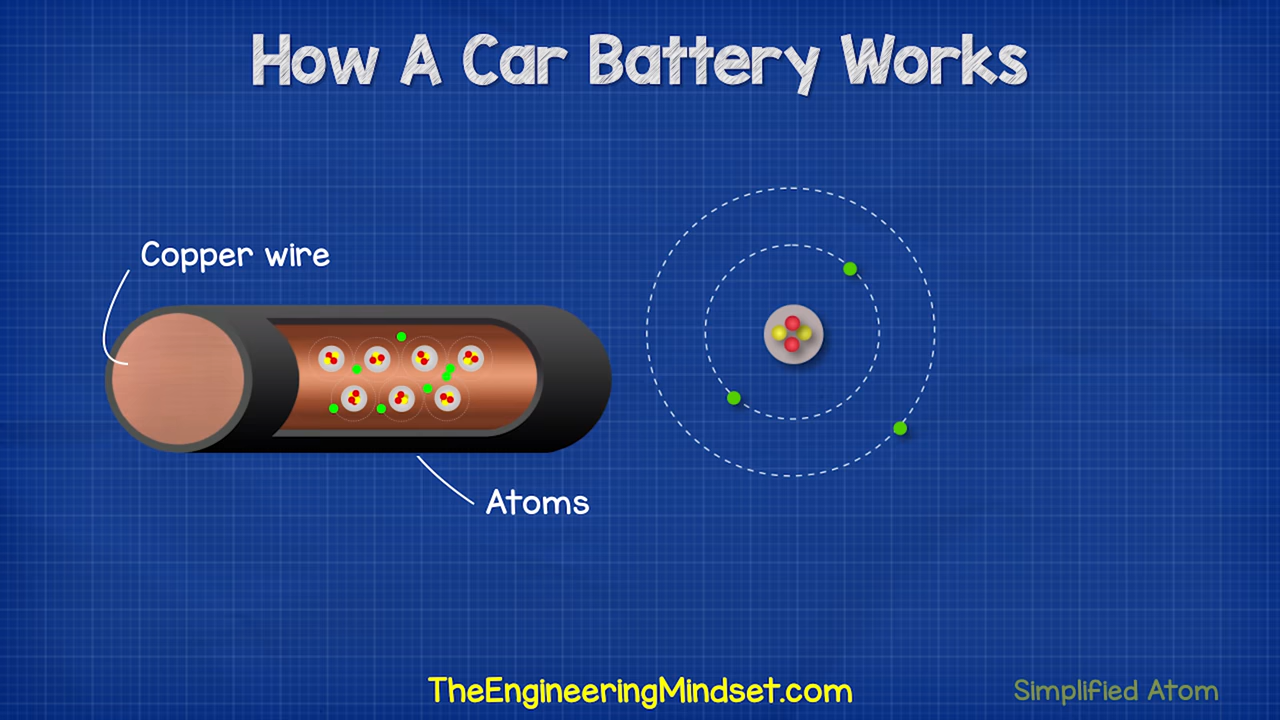 How A Car Battery Works
Copper wire
Atoms
TheEngineeringMindset.com
Simplified Atom